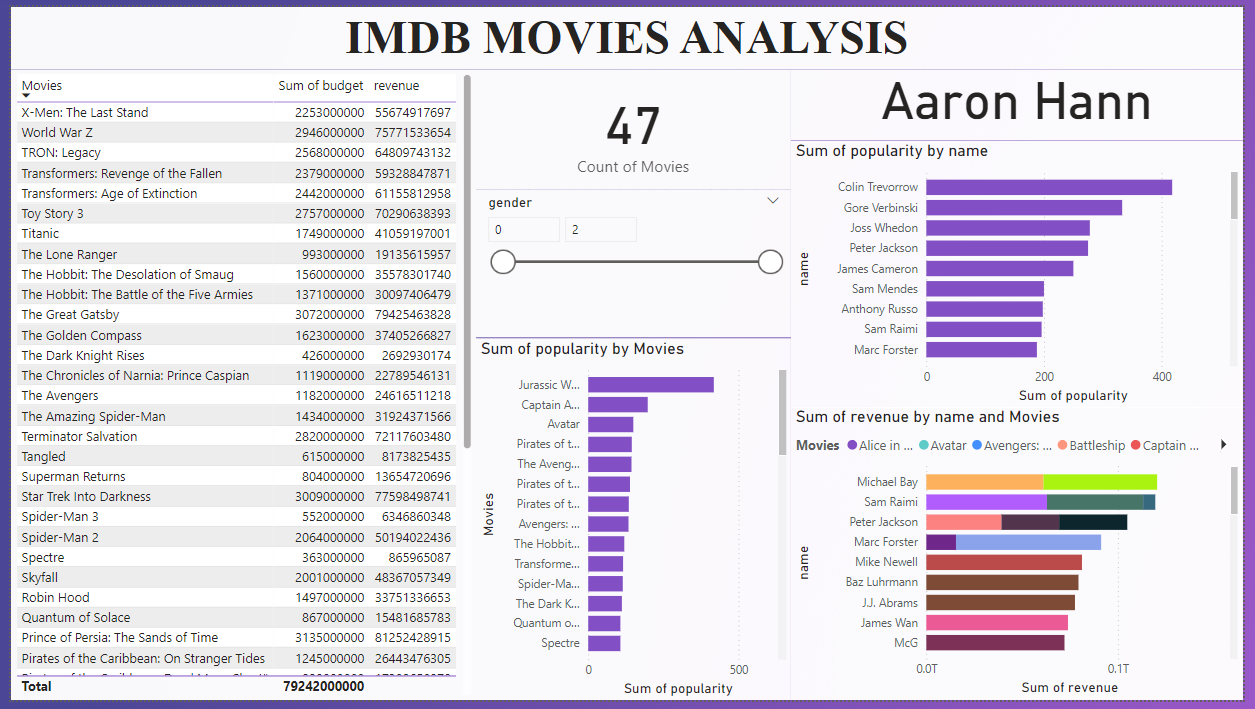 IMDB MOVIES ANALYSIS
Movies Sum of budget revenue
X-Men: The Last Stand 2253000000 55674917697
World War Z 2946000000 75771533654
TRON: Legacy 2568000000 64809743132
Transformers: Revenge of the Fallen 2379000000 59328847871
Transformers: Age of Extinction 2442000000 61155812958
Toy Story 3 2757000000 70290638393
Titanic 1749000000 41059197001
The Lone Ranger 993000000 19135615957
The Hobbit: The Desolation of Smaug 1560000000 35578301740
The Hobbit: The Battle of the Five Armies 1371000000 30097406479
The Great Gatsby 3072000000 79425463828
The Golden Compass 1623000000 37405266827
The Dark Knight Rises 426000000 2692930174
The Chronicles of Narnia: Prince Caspian 1119000000 22789546131
The Avengers 1182000000 24616511218
The Amazing Spider-Man 1434000000 31924371566
Terminator Salvation 2820000000 72117603480
Tangled 615000000 8173825435
Superman Returns 804000000 13654720696
Star Trek Into Darkness 3009000000 77598498741
Spider-Man 3 552000000 6346860348
Spider-Man 2 2064000000 50194022436
Spectre 363000000 865965087
Skyfall 2001000000 48367057349
Robin Hood 1497000000 33751336653
Quantum of Solace 867000000 15481685783
Prince of Persia: The Sands of Time 3135000000 81252428915
Pirates of the Caribbean: On Stranger Tides 1245000000 26443476305
Total 79242000000
47
Count of Movies
gender
0 2
Sum of popularity by Movies
Movies
Jurassic W...
Captain A...
Avatar
Pirates of t...
The Aveng...
Pirates of t...
Pirates of t...
Avengers: ...
The Hobbit...
Transforme...
Spider-Ma...
The Dark K...
Quantum o...
Spectre
0 500
Sum of popularity
Aaron Hann
Sum of popularity by name
name
Colin Trevorrow
Gore Verbinski
Joss Whedon
Peter Jackson
James Cameron
Sam Mendes
Anthony Russo
Sam Raimi
Marc Forster
0 200 400
Sum of popularity
Sum of revenue by name and Movies
Movies Alice in ... Avatar Avengers: ... Battleship Captain ...
name
Michael Bay
Sam Raimi
Peter Jackson
Marc Forster
Mike Newell
Baz Luhrmann
J.J. Abrams
James Wan
McG
0.0T 0.1T
Sum of revenue